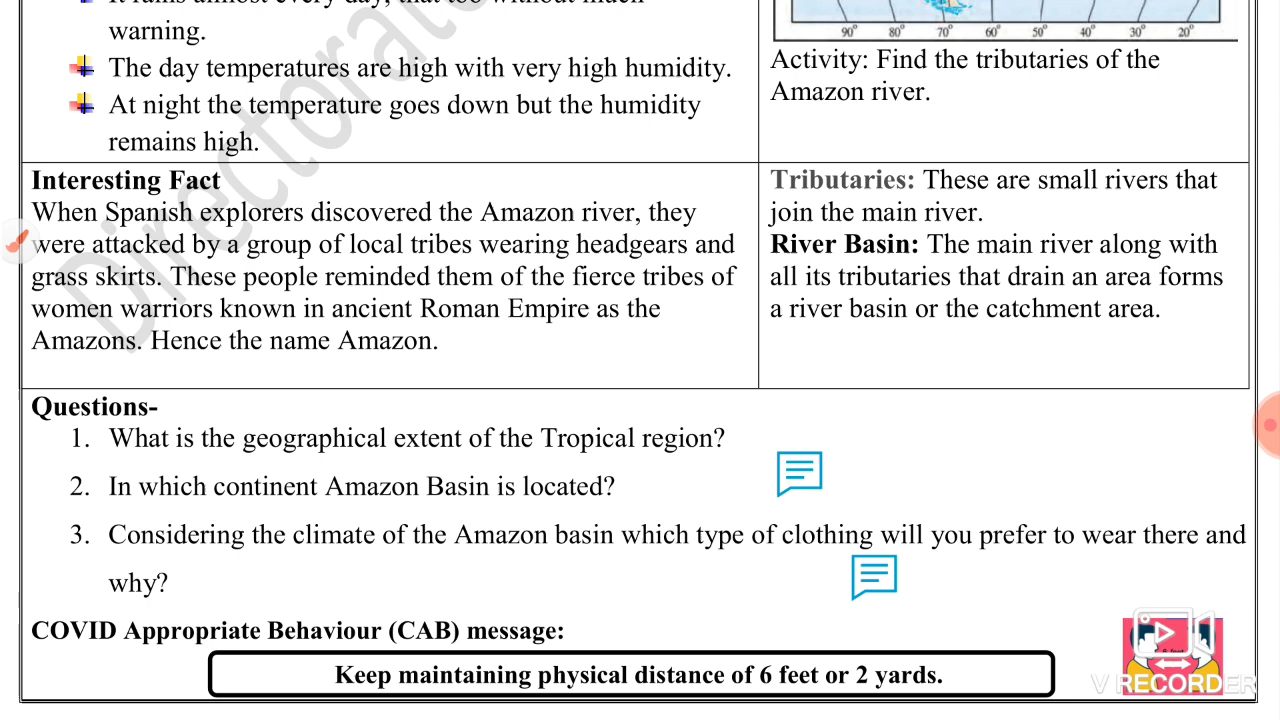 warning.
The day temperatures are high with very high humidity.
At night the temperature goes down but the humidity
remains high.
90° 80° 70° 60° 50° 40° 30° 20°
Activity: Find the tributaries of the
Amazon river.
Interesting Fact
When Spanish explorers discovered the Amazon river, they
were attacked by a group of local tribes wearing headgears and
grass skirts. These people reminded them of the fierce tribes of
women warriors known in ancient Roman Empire as the
Amazons. Hence the name Amazon.
Tributaries: These are small rivers that
join the main river.
River Basin: The main river along with
all its tributaries that drain an area forms
a river basin or the catchment area.
Directorat
Questions-
1. What is the geographical extent of the Tropical region?
2. In which continent Amazon Basin is located?
3. Considering the climate of the Amazon basin which type of clothing will you prefer to wear there and
why?
COVID Appropriate Behaviour (CAB) message:
Keep maintaining physical distance of 6 feet or 2 yards.
V RECORDER